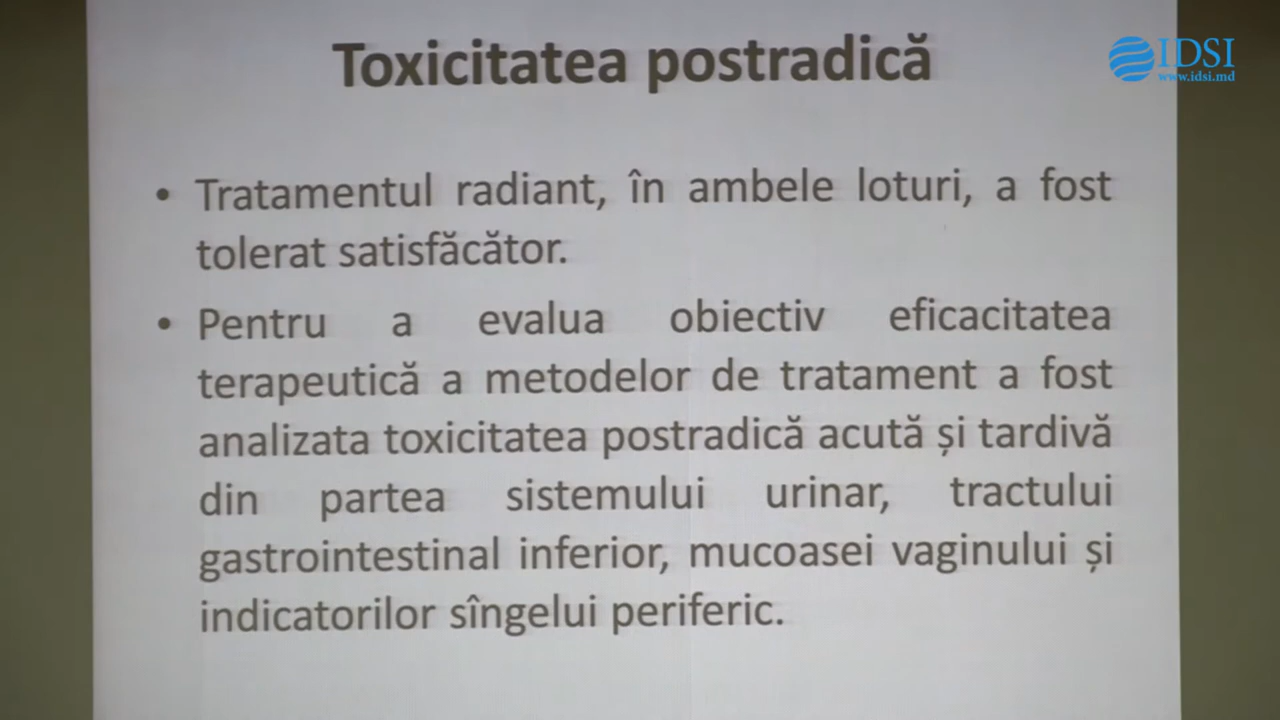 Toxicitatea postradică
IDSI
www.idsi.md
• Tratamentul radiant, în ambele loturi, a fost
tolerat satisfăcător.
• Pentru a evalua obiectiv eficacitatea
terapeutică a metodelor de tratament a fost
analizata toxicitatea postradică acută și tardivă
din partea sistemului urinar, tractului
gastrointestinal inferior, mucoasei vaginului și
indicatorilor sîngelui periferic.